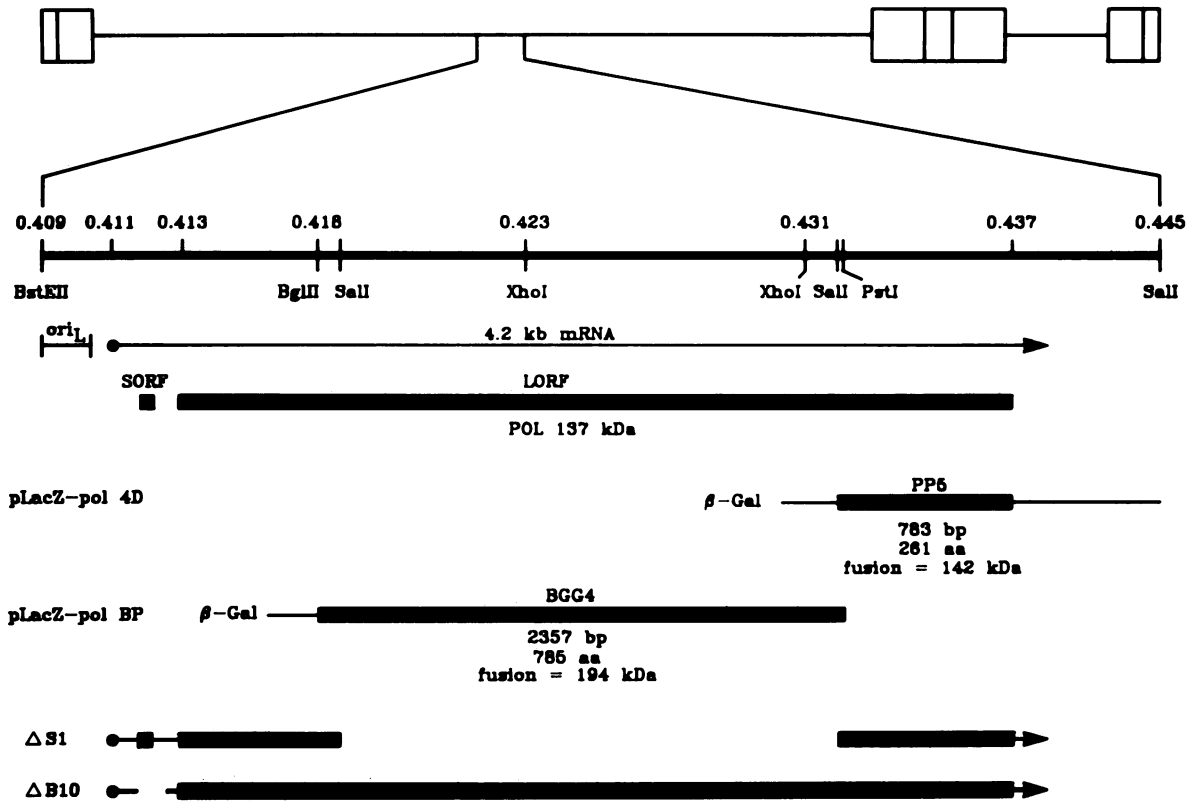 0.409 0.411 0.413 0.418 0.423 0.431 0.437 0.445
BstEII BglII SalI XhoI XhoI SalI PstI SalI
oriL
4.2 kb mRNA
SORF LORF
POL 137 kDa
pLacZ-pol 4D β-Gal PP5
783 bp
261 aa
fusion = 142 kDa
pLacZ-pol BP β-Gal BGG4
2357 bp
785 aa
fusion = 194 kDa
△S1
△B10